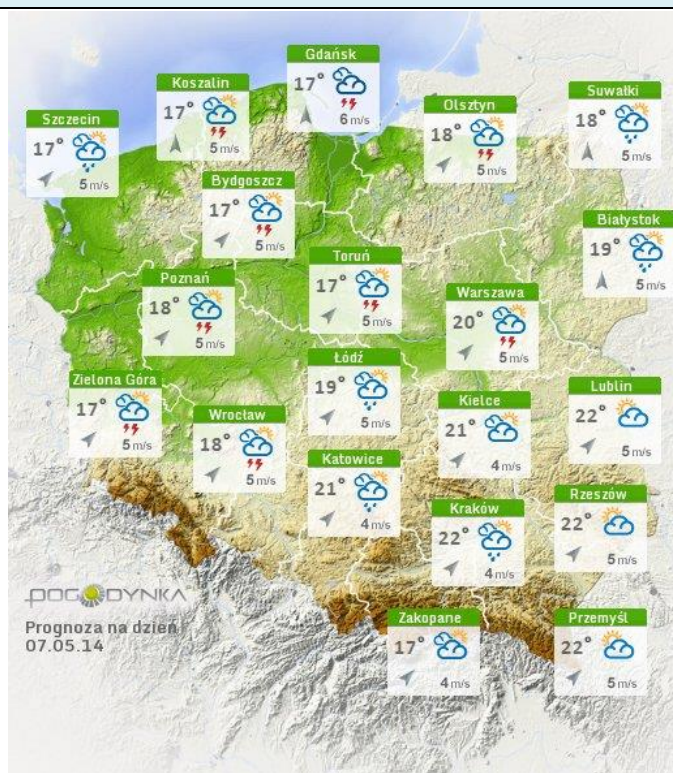 Gdańsk
17°
6 m/s
Koszalin
17°
5 m/s
Suwałki
18°
5 m/s
Olsztyn
18°
5 m/s
Szczecin
17°
5 m/s
Bydgoszcz
17°
5 m/s
Białystok
19°
5 m/s
Toruń
17°
5 m/s
Poznań
18°
5 m/s
Warszawa
20°
5 m/s
Łódź
19°
5 m/s
Zielona Góra
17°
5 m/s
Lublin
22°
5 m/s
Kielce
21°
4 m/s
Wrocław
18°
5 m/s
Katowice
21°
4 m/s
Rzeszów
22°
5 m/s
Kraków
22°
4 m/s
POGODYNKA
Prognoza na dzień
07.05.14
Zakopane
17°
4 m/s
Przemyśl
22°
5 m/s